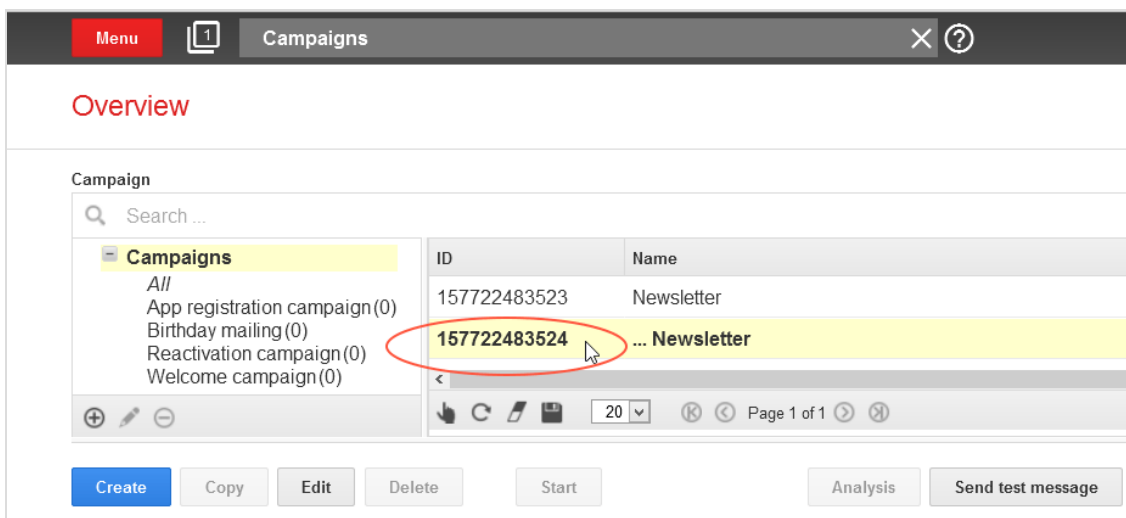 Menu 1 Campaigns
Overview
Campaign
Search ...
Campaigns
All
App registration campaign (0)
Birthday mailing (0)
Reactivation campaign (0)
Welcome campaign (0)
ID Name
157722483523 Newsletter
157722483524 ... Newsletter
20 Page 1 of 1
Create Copy Edit Delete Start Analysis Send test message